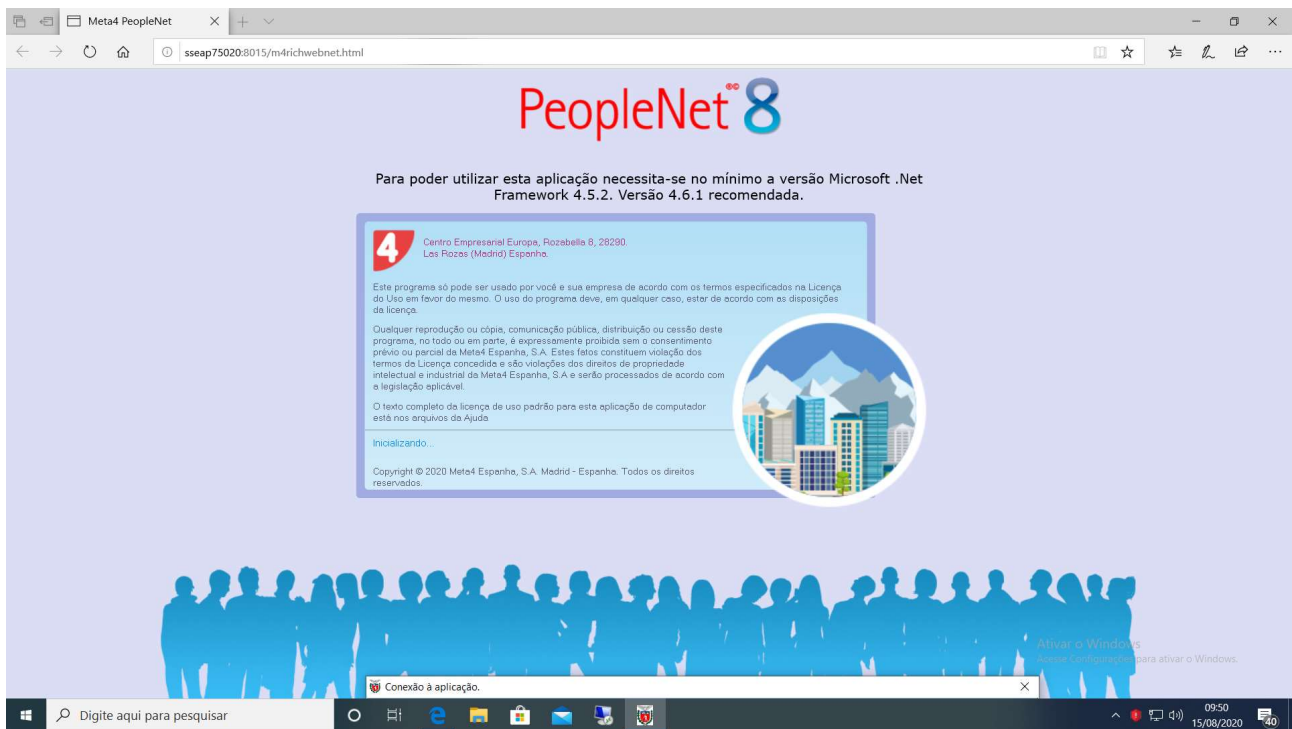 Meta4 PeopleNet
sseap75020:8015/m4richwebnet.html
PeopleNet 8
Para poder utilizar esta aplicação necessita-se no mínimo a versão Microsoft .Net
Framework 4.5.2. Versão 4.6.1 recomendada.
4
Centro Empresarial Europa, Rozabella 8, 28290.
Las Rozas (Madrid) Espanha.
Este programa só pode ser usado por você e sua empresa de acordo com os termos especificados na Licença
do Uso em favor do mesmo. O uso do programa deve, em qualquer caso, estar de acordo com as disposições
da licença.
Qualquer reprodução ou cópia, comunicação pública, distribuição ou cessão deste
programa, no todo ou em parte, é expressamente proibida sem o consentimento
prévio ou parcial da Meta4 Espanha, S.A. Estes fatos constituem violação dos
termos da Licença concedida e são violações dos direitos de propriedade
intelectual e industrial da Meta4 Espanha, S.A e serão processados de acordo com
a legislação aplicável.
O texto completo da licença de uso padrão para esta aplicação de computador
está nos arquivos da Ajuda
Inicializando...
Copyright © 2020 Meta4 Espanha, S.A. Madrid - Espanha. Todos os direitos
reservados.
Ativar o Windows
Acesse Configurações para ativar o Windows.
Conexão à aplicação.
Digite aqui para pesquisar
09:50
15/08/2020
40